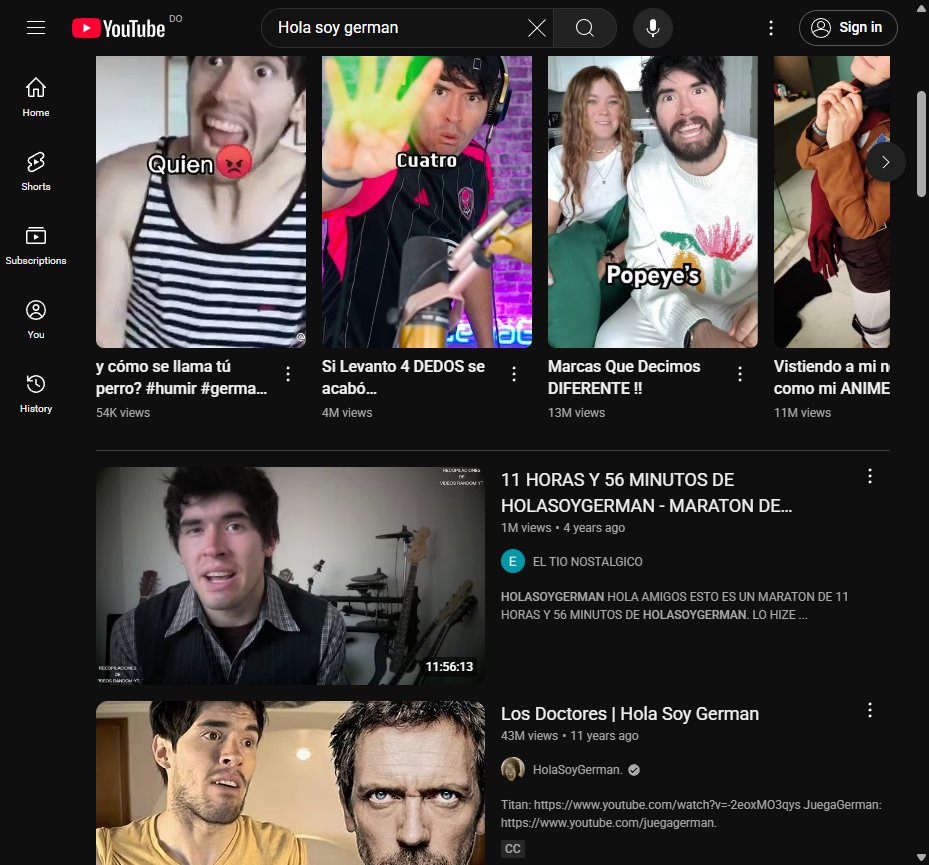 YouTube DO
Hola soy german
Sign in
Home
Shorts
Subscriptions
You
History
Quien
Cuatro
Popeye's
y cómo se llama tú
perro? #humir #germa...
54K views
Si Levanto 4 DEDOS se
acabó...
4M views
Marcas Que Decimos
DIFERENTE !!
13M views
Vistiendo a mi n
como mi ANIME
11M views
RECOPILACIONES
DE
VIDEOS RANDOM YT
RECOPILACIONES
DE
VIDEOS RANDOM YT
11:56:13
11 HORAS Y 56 MINUTOS DE
HOLASOYGERMAN - MARATON DE...
1M views • 4 years ago
E EL TIO NOSTALGICO
HOLASOYGERMAN HOLA AMIGOS ESTO ES UN MARATON DE 11
HORAS Y 56 MINUTOS DE HOLASOYGERMAN. LO HIZE ...
Los Doctores | Hola Soy German
43M views • 11 years ago
HolaSoyGerman.
Titan: https://www.youtube.com/watch?v=-2eoxMO3qys JuegaGerman:
https://www.youtube.com/juegagerman.
CC